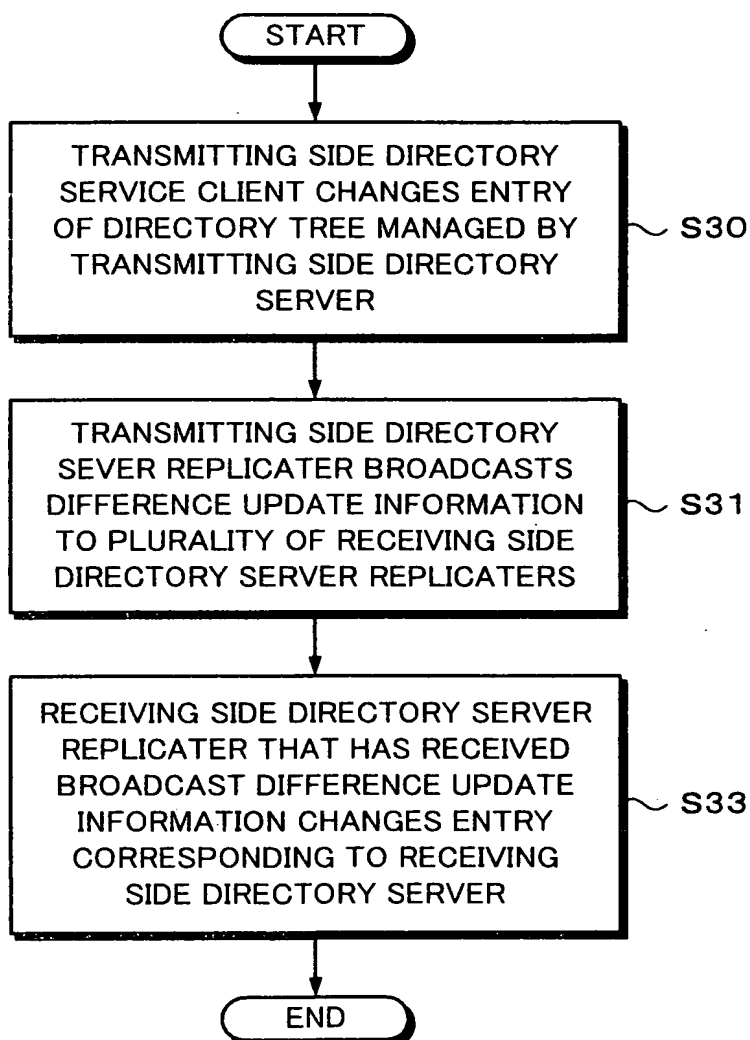 START
TRANSMITTING SIDE DIRECTORY
SERVICE CLIENT CHANGES ENTRY
OF DIRECTORY TREE MANAGED BY
TRANSMITTING SIDE DIRECTORY
SERVER
S30
TRANSMITTING SIDE DIRECTORY
SEVER REPLICATER BROADCASTS
DIFFERENCE UPDATE INFORMATION
TO PLURALITY OF RECEIVING SIDE
DIRECTORY SERVER REPLICATERS
S31
RECEIVING SIDE DIRECTORY SERVER
REPLICATER THAT HAS RECEIVED
BROADCAST DIFFERENCE UPDATE
INFORMATION CHANGES ENTRY
CORRESPONDING TO RECEIVING
SIDE DIRECTORY SERVER
S33
END